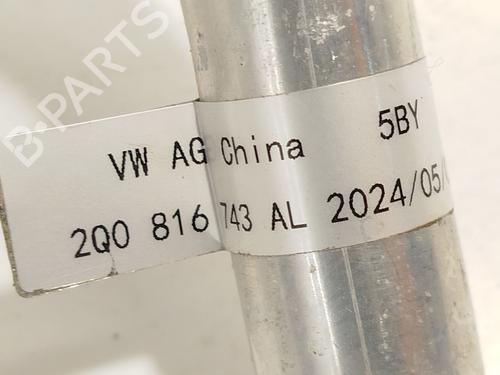 B-PARTS
VW AG China 5BY
2Q0 816 743 AL 2024/05/